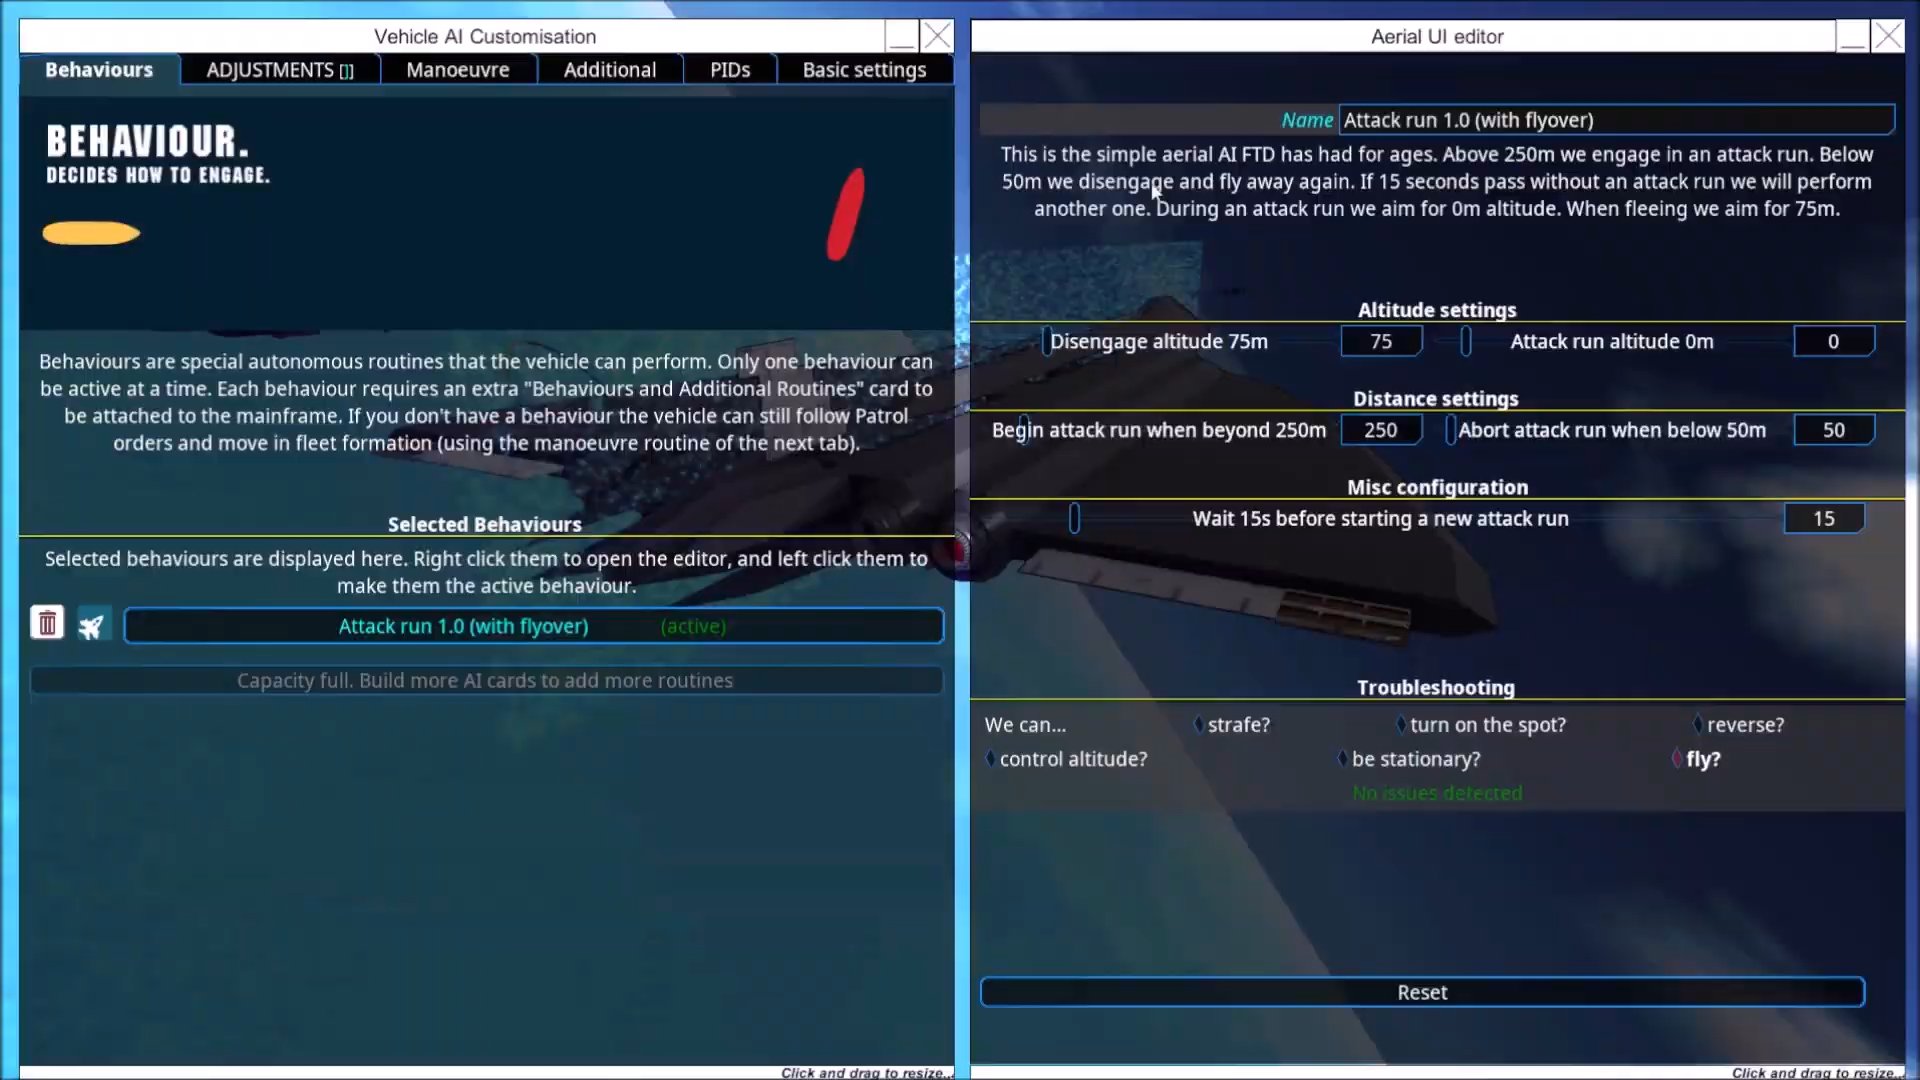 Vehicle AI Customisation
Behaviours
ADJUSTMENTS []
Manoeuvre
Additional
PIDs
Basic settings
BEHAVIOUR.
DECIDES HOW TO ENGAGE.
Behaviours are special autonomous routines that the vehicle can perform. Only one behaviour can
be active at a time. Each behaviour requires an extra "Behaviours and Additional Routines" card to
be attached to the mainframe. If you don't have a behaviour the vehicle can still follow Patrol
orders and move in fleet formation (using the manoeuvre routine of the next tab).
Selected Behaviours
Selected behaviours are displayed here. Right click them to open the editor, and left click them to
make them the active behaviour.
Attack run 1.0 (with flyover) (active)
Capacity full. Build more AI cards to add more routines
Click and drag to resize...
Aerial UI editor
Name Attack run 1.0 (with flyover)
This is the simple aerial AI FTD has had for ages. Above 250m we engage in an attack run. Below
50m we disengage and fly away again. If 15 seconds pass without an attack run we will perform
another one. During an attack run we aim for 0m altitude. When fleeing we aim for 75m.
Altitude settings
Disengage altitude 75m 75 Attack run altitude 0m 0
Distance settings
Begin attack run when beyond 250m 250 Abort attack run when below 50m 50
Misc configuration
Wait 15s before starting a new attack run 15
Troubleshooting
We can... strafe? turn on the spot? reverse?
control altitude? be stationary? fly?
No issues detected
Reset
Click and drag to resize...